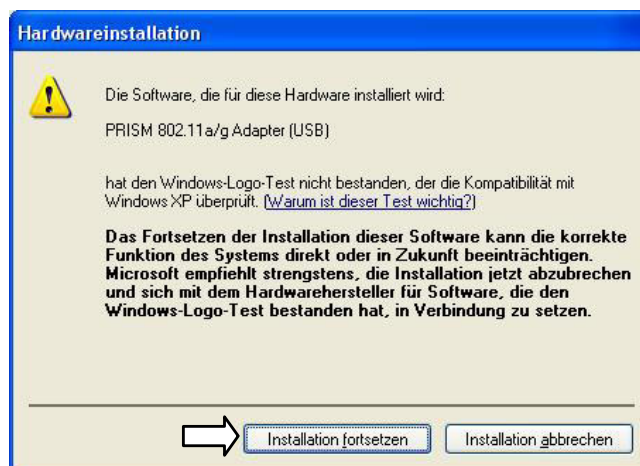 Hardwareinstallation
Die Software, die für diese Hardware installiert wird:
PRISM 802.11a/g Adapter (USB)
hat den Windows-Logo-Test nicht bestanden, der die Kompatibilität mit
Windows XP überprüft. (Warum ist dieser Test wichtig?)
Das Fortsetzen der Installation dieser Software kann die korrekte
Funktion des Systems direkt oder in Zukunft beeinträchtigen.
Microsoft empfiehlt strengstens, die Installation jetzt abzubrechen
und sich mit dem Hardwarehersteller für Software, die den
Windows-Logo-Test bestanden hat, in Verbindung zu setzen.
Installation fortsetzen Installation abbrechen